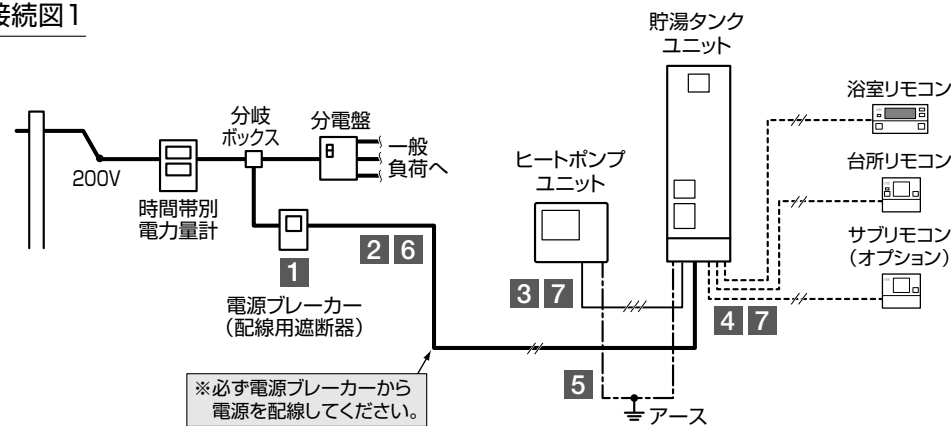 接続図1
貯湯タンク
ユニット
浴室リモコン
分岐
ボックス
分電盤
一般
負荷へ
ヒートポンプ
ユニット
台所リモコン
200V
時間帯別
電力量計
サブリモコン
（オプション）
1
2 6
3 7
4 7
電源ブレーカー
（配線用遮断器）
※必ず電源ブレーカーから
電源を配線してください。
5
アース